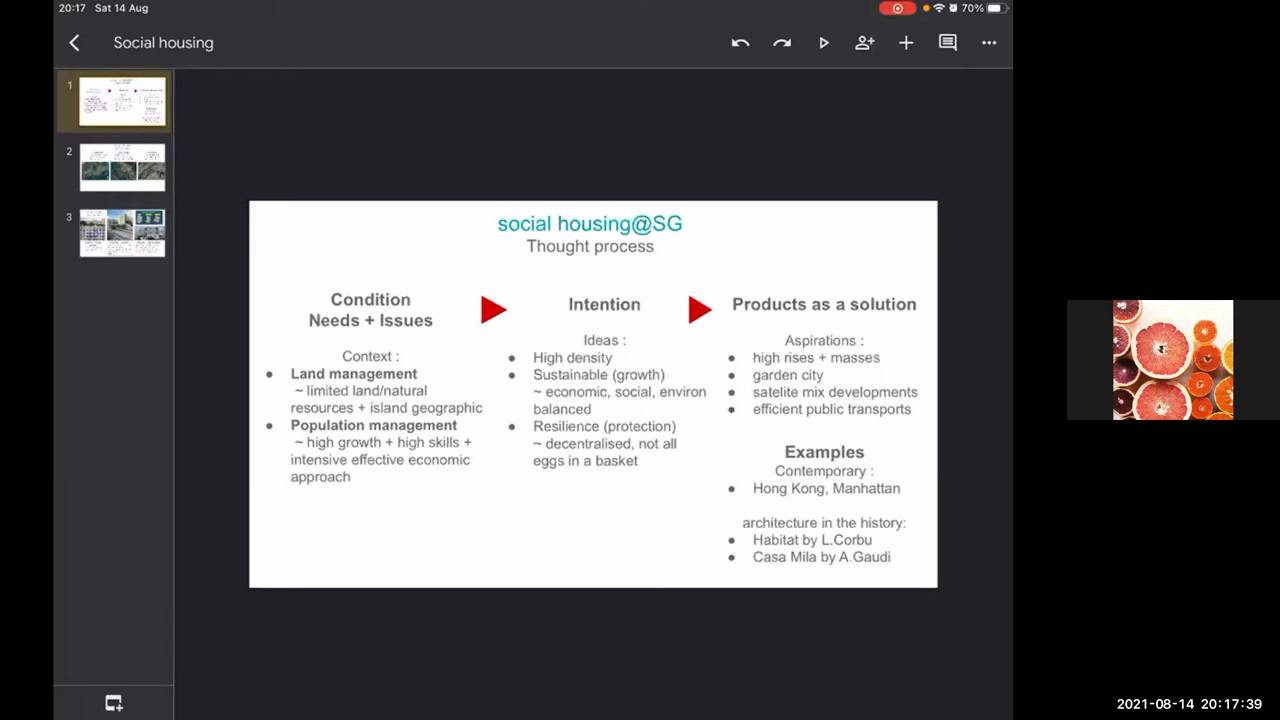 20:17 Sat 14 Aug
70%
Social housing
1
2
3
social housing@SG
Thought process
Condition
Needs + Issues
Context :
Land management
~ limited land/natural
resources + island geographic
Population management
~ high growth + high skills +
intensive effective economic
approach
Intention
Ideas :
High density
Sustainable (growth)
~ economic, social, environ
balanced
Resilience (protection)
~ decentralised, not all
eggs in a basket
Products as a solution
Aspirations :
high rises + masses
garden city
satelite mix developments
efficient public transports
Examples
Contemporary :
Hong Kong, Manhattan
architecture in the history:
Habitat by L.Corbu
Casa Mila by A.Gaudi
2021-08-14 20:17:39